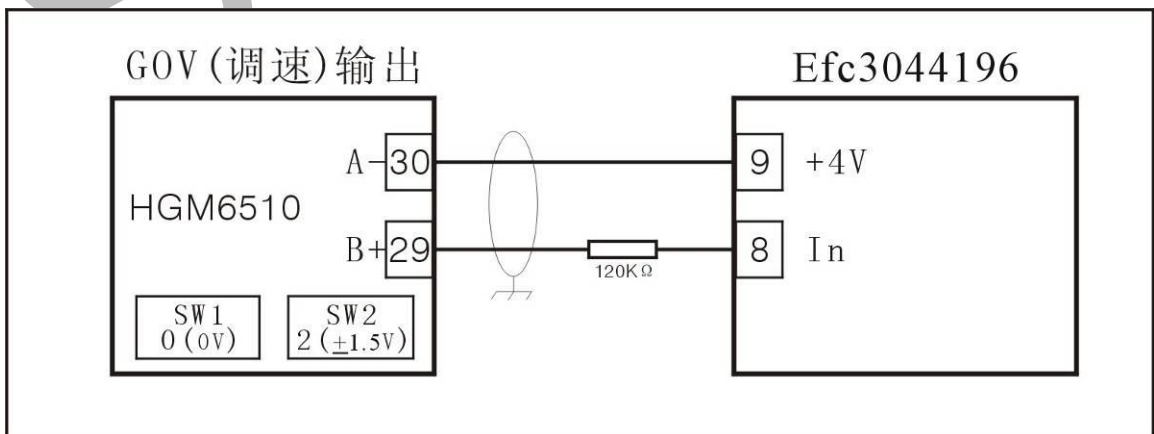 GOV(调速)输出
Efc3044196
A-30
9 +4V
HGM6510
B+29
120KΩ
8 In
SW1
0(0V)
SW2
2(±1.5V)